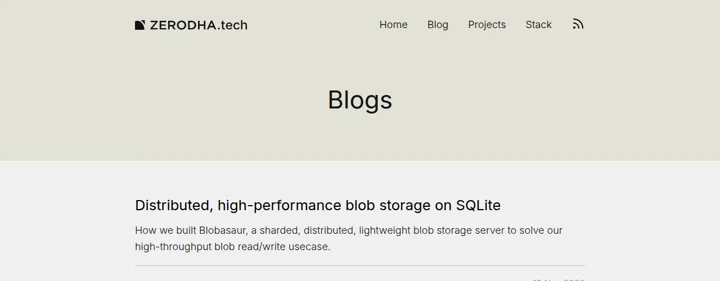 ZERODHA.tech
Home Blog Projects Stack
Blogs
Distributed, high-performance blob storage on SQLite
How we built Blobasaur, a sharded, distributed, lightweight blob storage server to solve our
high-throughput blob read/write usecase.